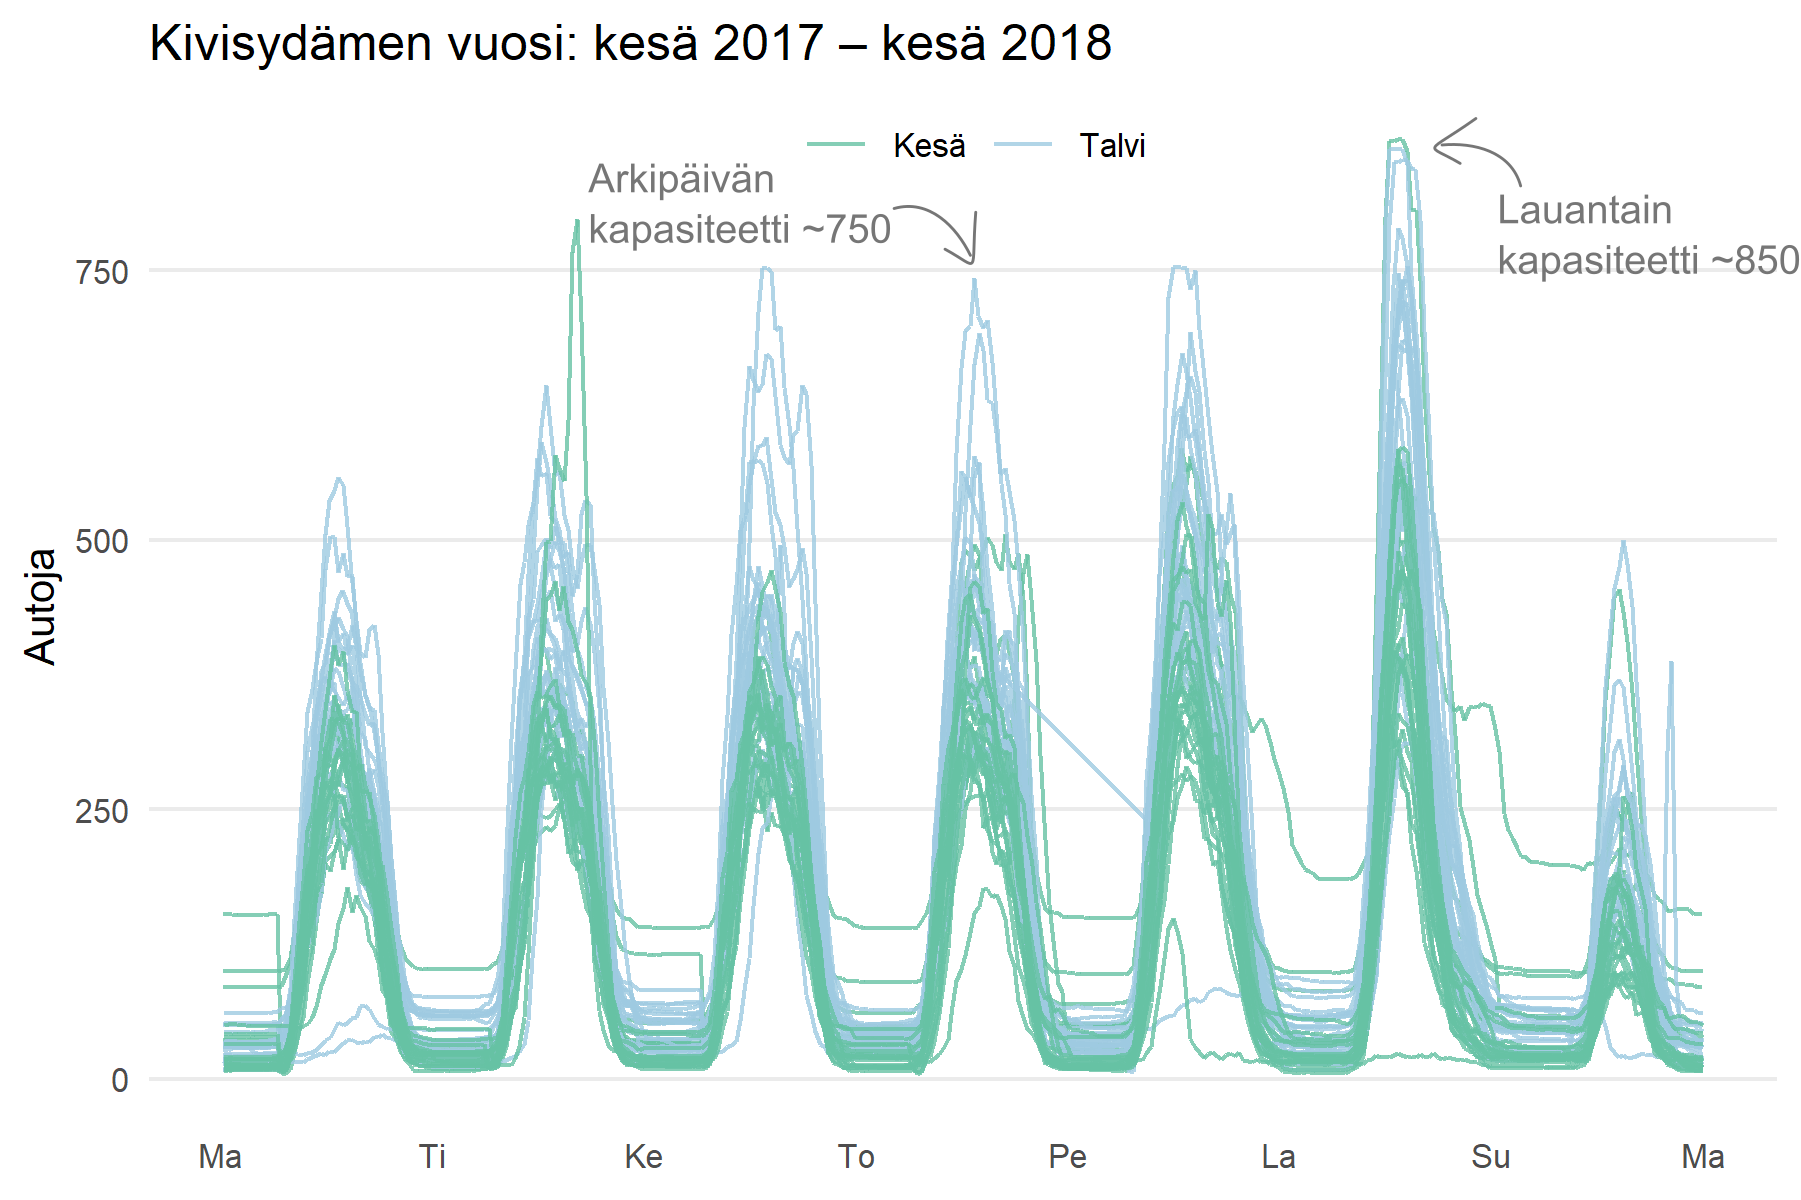 Kivisydämen vuosi: kesä 2017 – kesä 2018
Kesä
Talvi
Arkipäivän
kapasiteetti ~750
Lauantain
kapasiteetti ~850
Autoja
750
500
250
0
Ma
Ti
Ke
To
Pe
La
Su
Ma